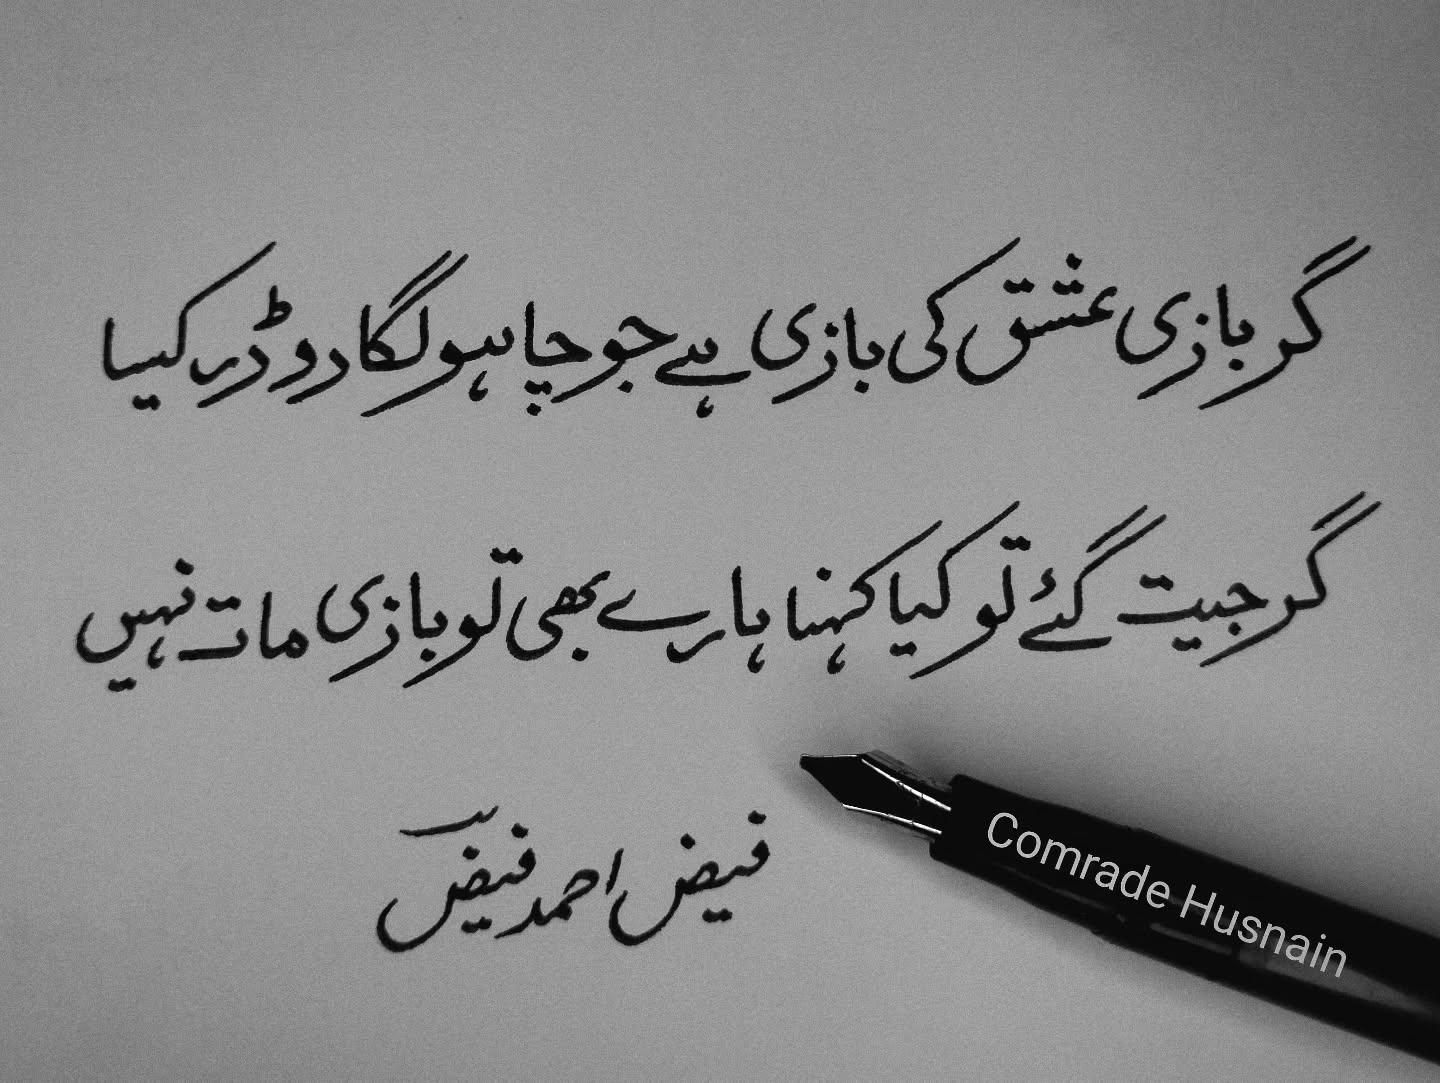 گر بازی عشق کی بازی ہے جو چاہو لگا دو ڈر کیسا
گر جیت گئے تو کیا کہنا ہارے بھی تو بازی مات نہیں
فیض احمد فیض
Comrade Husnain